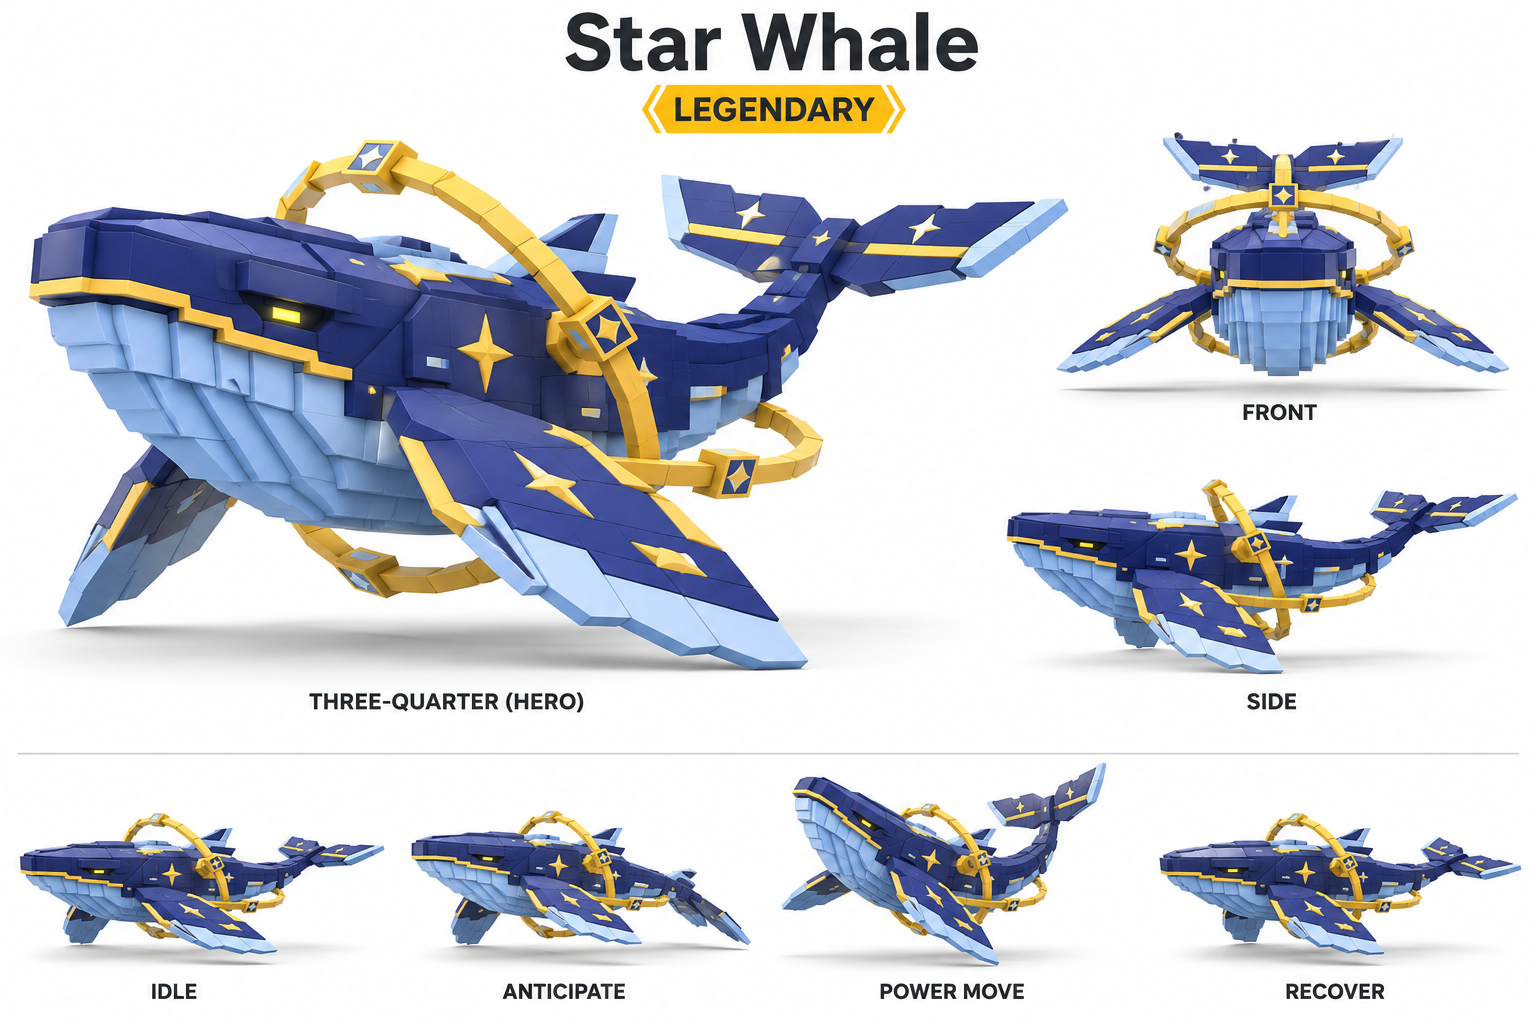 Star Whale
LEGENDARY
FRONT
THREE-QUARTER (HERO)
SIDE
IDLE
ANTICIPATE
POWER MOVE
RECOVER